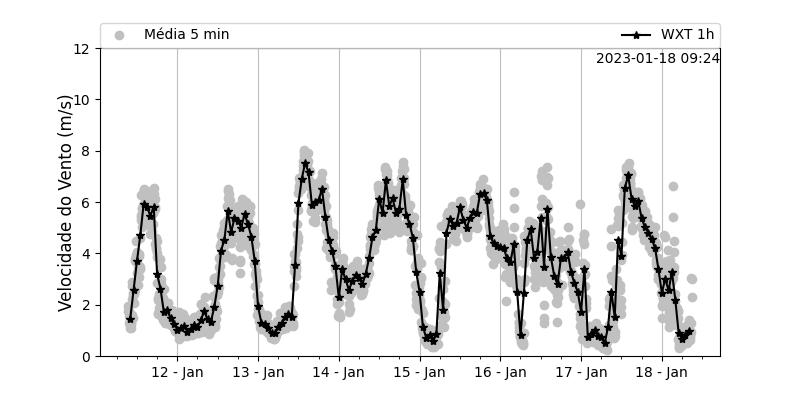 Média 5 min
WXT 1h
2023-01-18 09:24
Velocidade do Vento (m/s)
12
10
8
6
4
2
0
12 - Jan
13 - Jan
14 - Jan
15 - Jan
16 - Jan
17 - Jan
18 - Jan